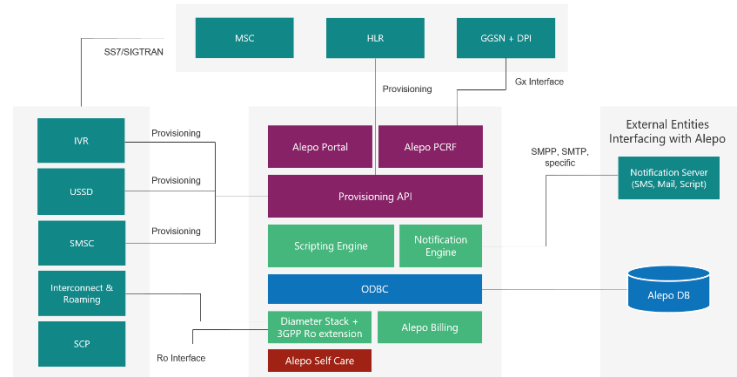 MSC
HLR
GGSN + DPI
SS7/SIGTRAN
Provisioning
Gx Interface
IVR
USSD
SMSC
Interconnect &
Roaming
SCP
Provisioning
Provisioning
Provisioning
Ro Interface
Alepo Portal
Alepo PCRF
Provisioning API
Scripting Engine
Notification
Engine
ODBC
Diameter Stack +
3GPP Ro extension
Alepo Billing
Alepo Self Care
SMPP, SMTP,
specific
External Entities
Interfacing with Alepo
Notification Server
(SMS, Mail, Script)
Alepo DB